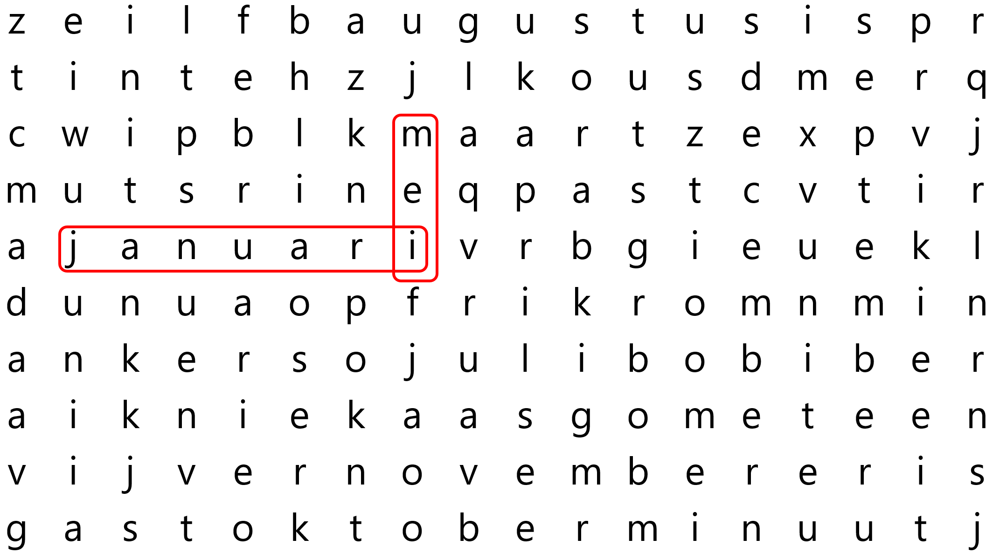 z e i l f b a u g u s t u s i s p r
t i n t e h z j l k o u s d m e r q
c w i p b l k m a a r t z e x p v j
m u t s r i n e q p a s t c v t i r
a j a n u a r i v r b g i e u e k l
d u n u a o p f r i k r o m n m i n
a n k e r s o j u l i b o b i b e r
a i k n i e k a a s g o m e t e e n
v i j v e r n o v e m b e r e r i s
g a s t o k t o b e r m i n u u t j